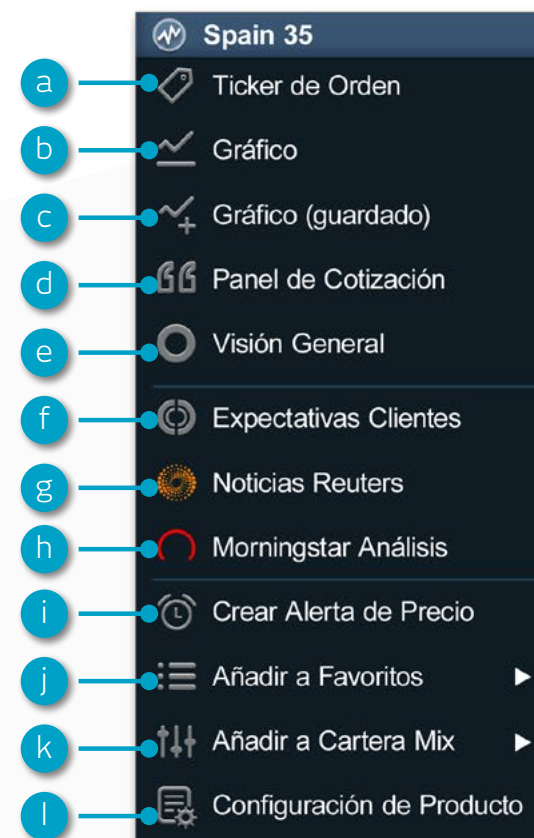 Spain 35
a Ticker de Orden
b Gráfico
c Gráfico (guardado)
d Panel de Cotización
e Visión General
f Expectativas Clientes
g Noticias Reuters
h Morningstar Análisis
i Crear Alerta de Precio
j Añadir a Favoritos
k Añadir a Cartera Mix
l Configuración de Producto